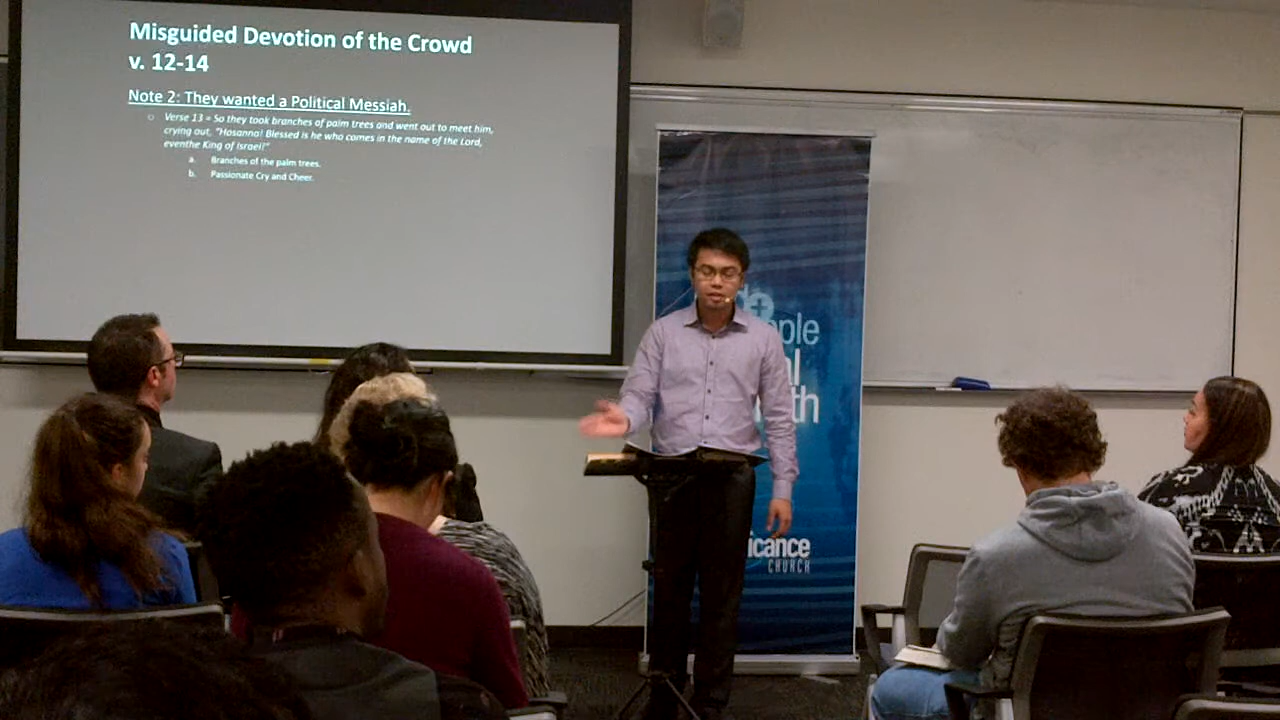 Misguided Devotion of the Crowd
v. 12-14
Note 2: They wanted a Political Messiah.
Verse 13 = So they took branches of palm trees and went out to meet him,
crying out, "Hosanna! Blessed is he who comes in the name of the Lord,
eventhe King of Israel!"
a. Branches of the palm trees.
b. Passionate Cry and Cheer.
ople
al
th
icance
CHURCH